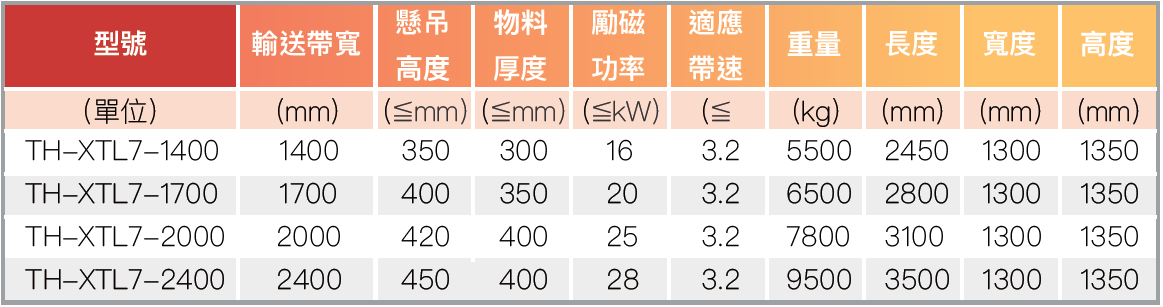 型號 輸送帶寬 懸吊高度 物料厚度 勵磁功率 適應帶速 重量 長度 寬度 高度
(單位) (mm) (≦mm) (≦mm) (≦kW) (≦ (kg) (mm) (mm) (mm)
TH-XTL7-1400 1400 350 300 16 3.2 5500 2450 1300 1350
TH-XTL7-1700 1700 400 350 20 3.2 6500 2800 1300 1350
TH-XTL7-2000 2000 420 400 25 3.2 7800 3100 1300 1350
TH-XTL7-2400 2400 450 400 28 3.2 9500 3500 1300 1350